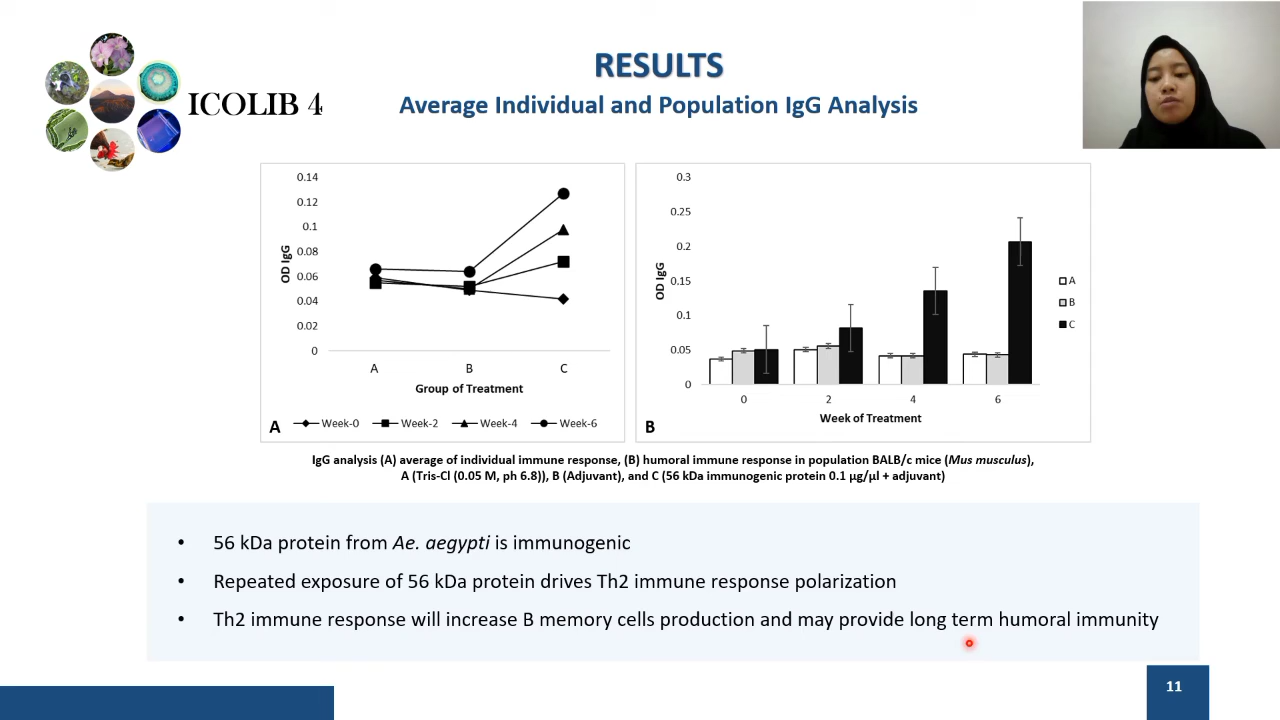 RESULTS
ICOLIB 4
Average Individual and Population IgG Analysis
0.14
0.12
0.1
0.08
0.06
0.04
0.02
0
OD IgG
A
B
C
Group of Treatment
A
Week-0
Week-2
Week-4
Week-6
0.3
0.25
0.2
0.15
0.1
0.05
0
OD IgG
0
2
4
6
Week of Treatment
B
A
B
C
IgG analysis (A) average of individual immune response, (B) humoral immune response in population BALB/c mice (Mus musculus),
A (Tris-Cl (0.05 M, ph 6.8)), B (Adjuvant), and C (56 kDa immunogenic protein 0.1 µg/µl + adjuvant)
• 56 kDa protein from Ae. aegypti is immunogenic
• Repeated exposure of 56 kDa protein drives Th2 immune response polarization
• Th2 immune response will increase B memory cells production and may provide long term humoral immunity
11